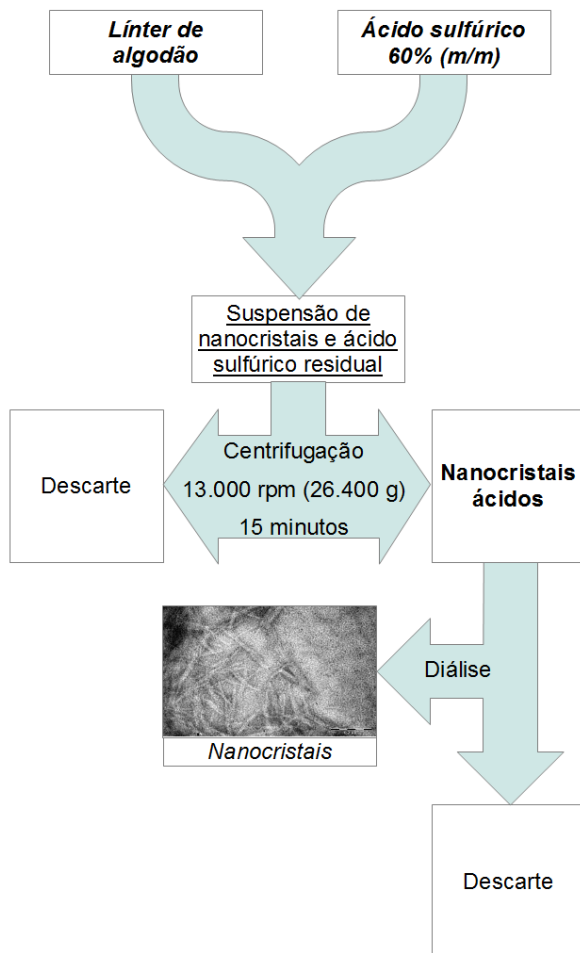 Línter de
algodão
Ácido sulfúrico
60% (m/m)
Suspensão de
nanocristais e ácido
sulfúrico residual
Descarte
Centrifugação
13.000 rpm (26.400 g)
15 minutos
Nanocristais
ácidos
Diálise
Nanocristais
Descarte